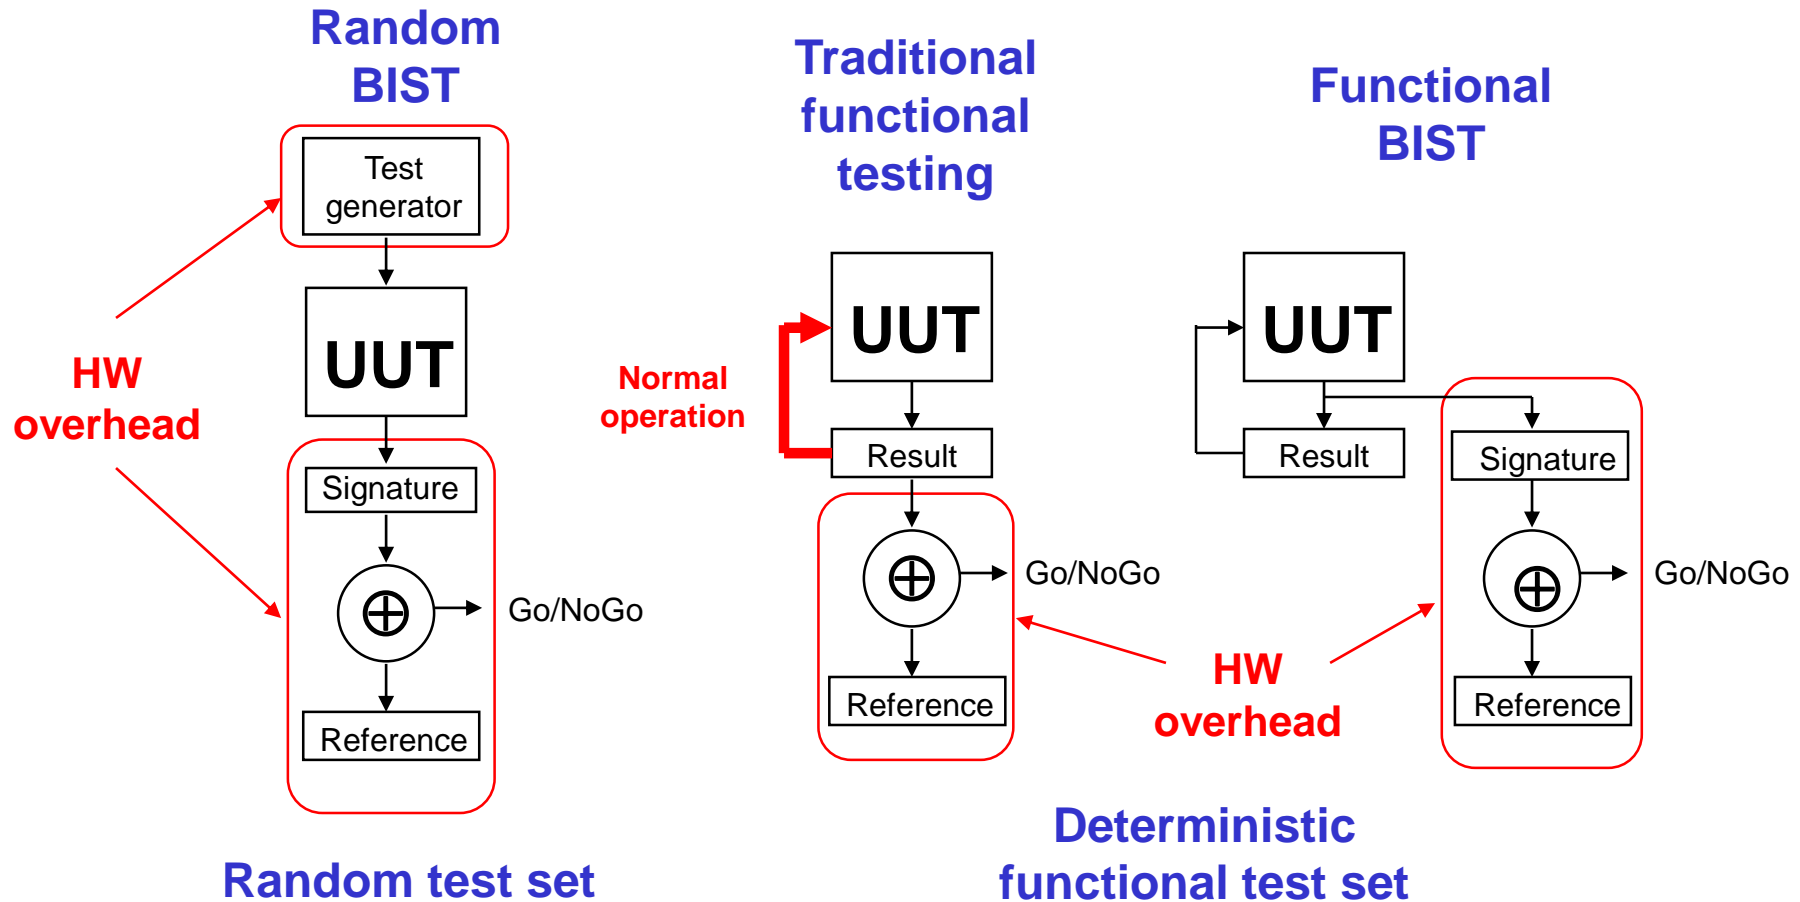 Random
BIST
Test
generator
UUT
HW
overhead
Signature
⊕
Go/NoGo
Reference
Random test set
Traditional
functional
testing
UUT
Normal
operation
Result
⊕
Go/NoGo
Reference
HW
overhead
Functional
BIST
UUT
Result
Signature
⊕
Go/NoGo
Reference
Deterministic
functional test set